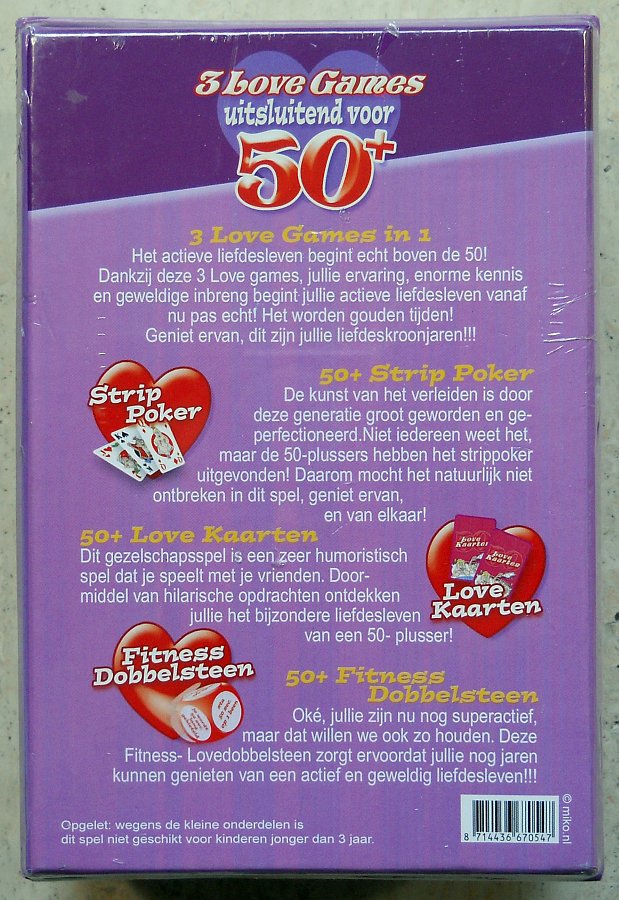 3 Love Games
uitsluitend voor
50+
3 Love Games in 1
Het actieve liefdesleven begint echt boven de 50!
Dankzij deze 3 Love games, jullie ervaring, enorme kennis
en geweldige inbreng begint jullie actieve liefdesleven vanaf
nu pas echt! Het worden gouden tijden!
Geniet ervan, dit zijn jullie liefdeskroonjaren!!!
Strip
Poker
50+ Strip Poker
De kunst van het verleiden is door
deze generatie groot geworden en ge-
perfectioneerd.Niet iedereen weet het,
maar de 50-plussers hebben het strippoker
uitgevonden! Daarom mocht het natuurlijk niet
ontbreken in dit spel, geniet ervan,
en van elkaar!
50+ Love Kaarten
Dit gezelschapsspel is een zeer humoristisch
spel dat je speelt met je vrienden. Door-
middel van hilarische opdrachten ontdekken
jullie het bijzondere liefdesleven
van een 50- plusser!
Love
Kaarten
Love
Kaarten
Love
Kaarten
Fitness
Dobbelsteen
50+ Fitness
Dobbelsteen
Oké, jullie zijn nu nog superactief,
maar dat willen we ook zo houden. Deze
Fitness- Lovedobbelsteen zorgt ervoordat jullie nog jaren
kunnen genieten van een actief en geweldig liefdesleven!!!
Opgelet: wegens de kleine onderdelen is
dit spel niet geschikt voor kinderen jonger dan 3 jaar.
8 714436 670547
© miko.nl